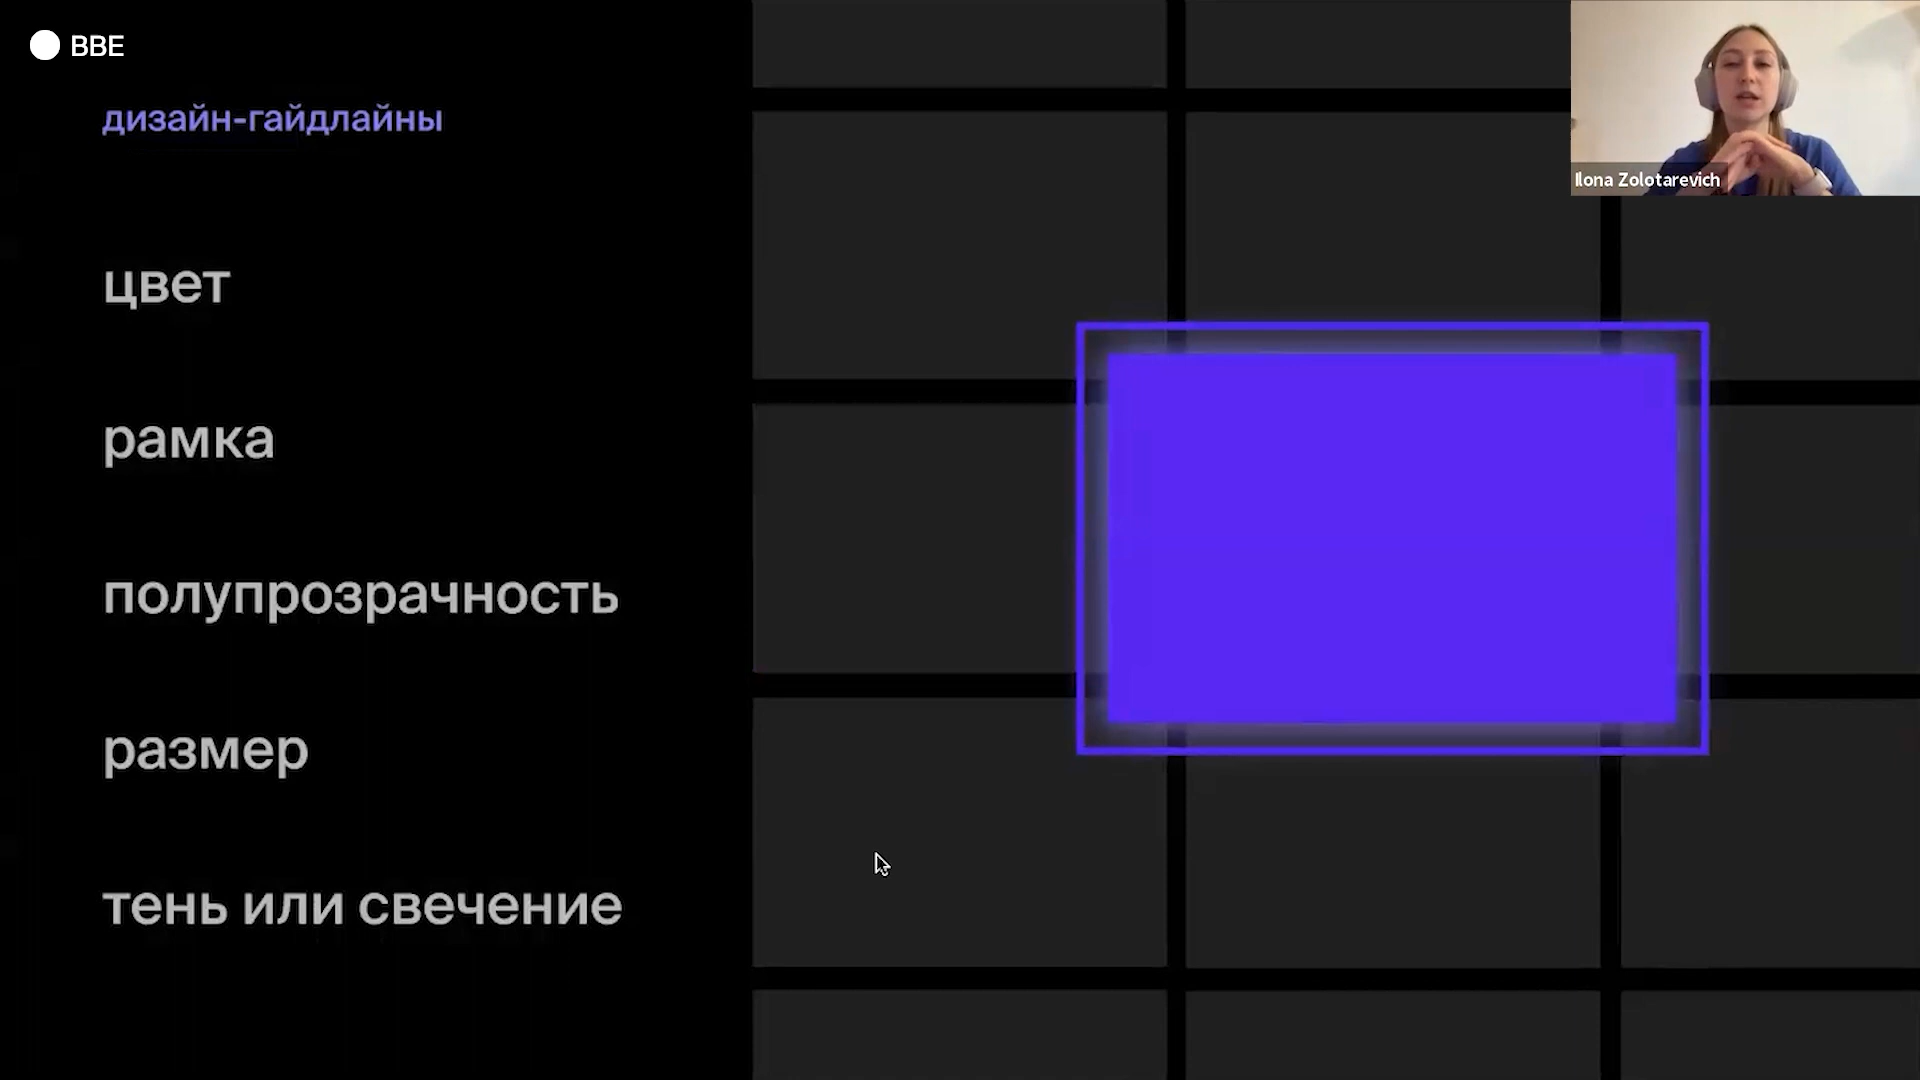 BBE
дизайн-гайдлайны
Ilona Zolotarevich
цвет
рамка
полупрозрачность
размер
тень или свечение